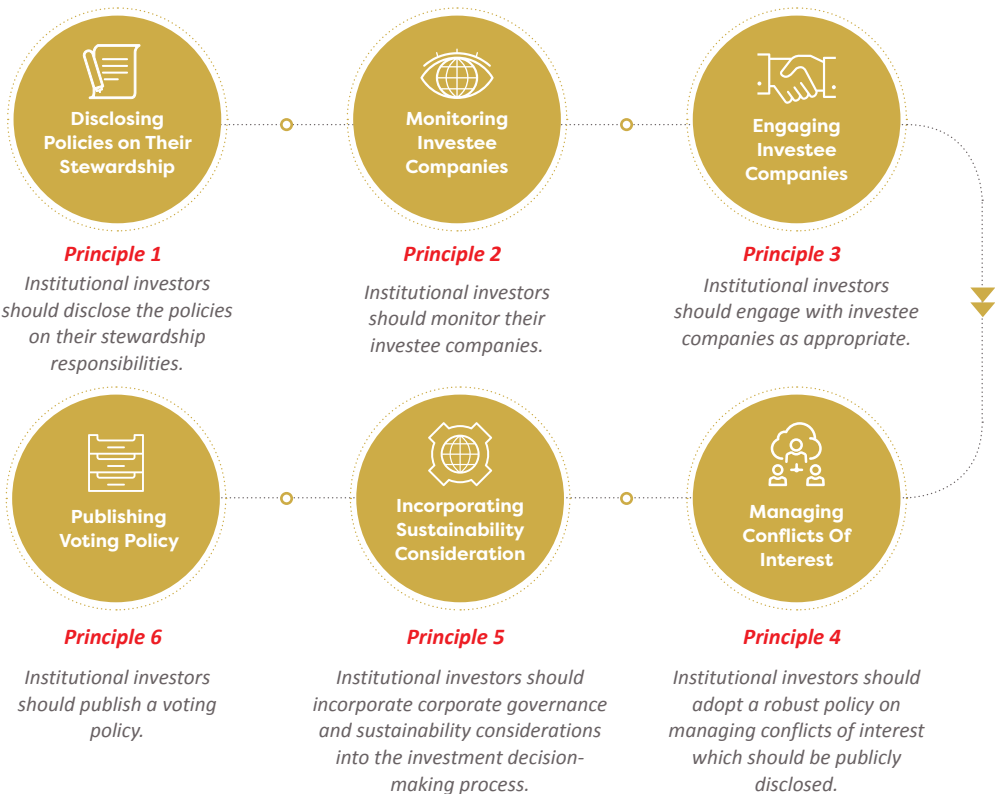 Disclosing
Policies on Their
Stewardship
Principle 1
Institutional investors
should disclose the policies
on their stewardship
responsibilities.
Monitoring
Investee
Companies
Principle 2
Institutional investors
should monitor their
investee companies.
Engaging
Investee
Companies
Principle 3
Institutional investors
should engage with investee
companies as appropriate.
Managing
Conflicts Of
Interest
Principle 4
Institutional investors should
adopt a robust policy on
managing conflicts of interest
which should be publicly
disclosed.
Incorporating
Sustainability
Consideration
Principle 5
Institutional investors should
incorporate corporate governance
and sustainability considerations
into the investment decision-
making process.
Publishing
Voting Policy
Principle 6
Institutional investors
should publish a voting
policy.